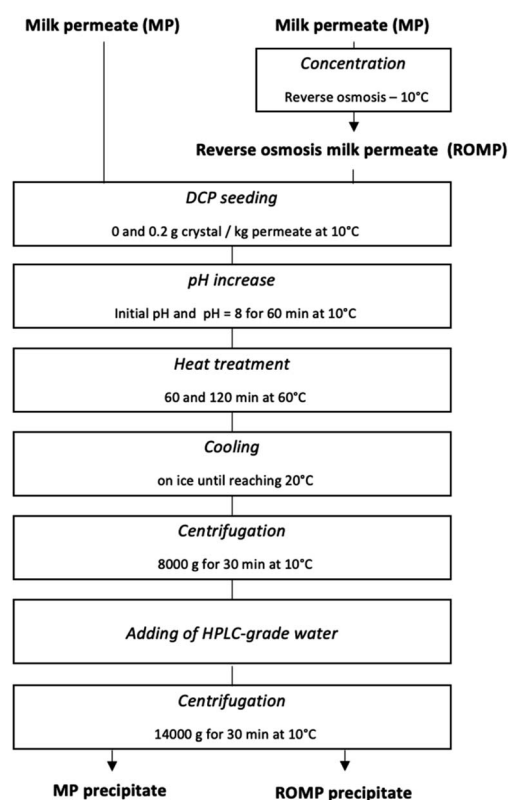 Milk permeate (MP)
Milk permeate (MP)
Concentration
Reverse osmosis – 10°C
Reverse osmosis milk permeate (ROMP)
DCP seeding
0 and 0.2 g crystal / kg permeate at 10°C
pH increase
Initial pH and pH = 8 for 60 min at 10°C
Heat treatment
60 and 120 min at 60°C
Cooling
on ice until reaching 20°C
Centrifugation
8000 g for 30 min at 10°C
Adding of HPLC-grade water
Centrifugation
14000 g for 30 min at 10°C
MP precipitate
ROMP precipitate